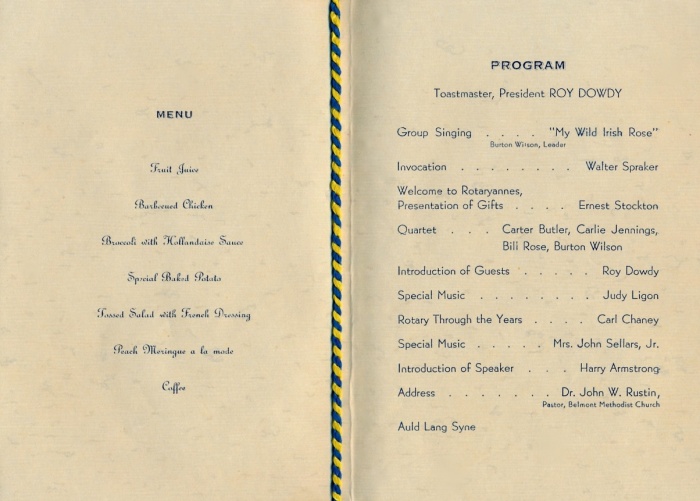 MENU
Fruit Juice
Barbecued Chicken
Broccoli with Hollandaise Sauce
Special Baked Potato
Tossed Salad with French Dressing
Peach Meringue a la mode
Coffee
PROGRAM
Toastmaster, President ROY DOWDY
Group Singing . . . . "My Wild Irish Rose"
Burton Wilson, Leader
Invocation . . . . . . . . Walter Spraker
Welcome to Rotaryannes,
Presentation of Gifts . . . . Ernest Stockton
Quartet . . . Carter Butler, Carlie Jennings,
Bill Rose, Burton Wilson
Introduction of Guests . . . . . Roy Dowdy
Special Music . . . . . . . . Judy Ligon
Rotary Through the Years . . . . Carl Chaney
Special Music . . . . . Mrs. John Sellars, Jr.
Introduction of Speaker . . . Harry Armstrong
Address . . . . . . . Dr. John W. Rustin,
Pastor, Belmont Methodist Church
Auld Lang Syne